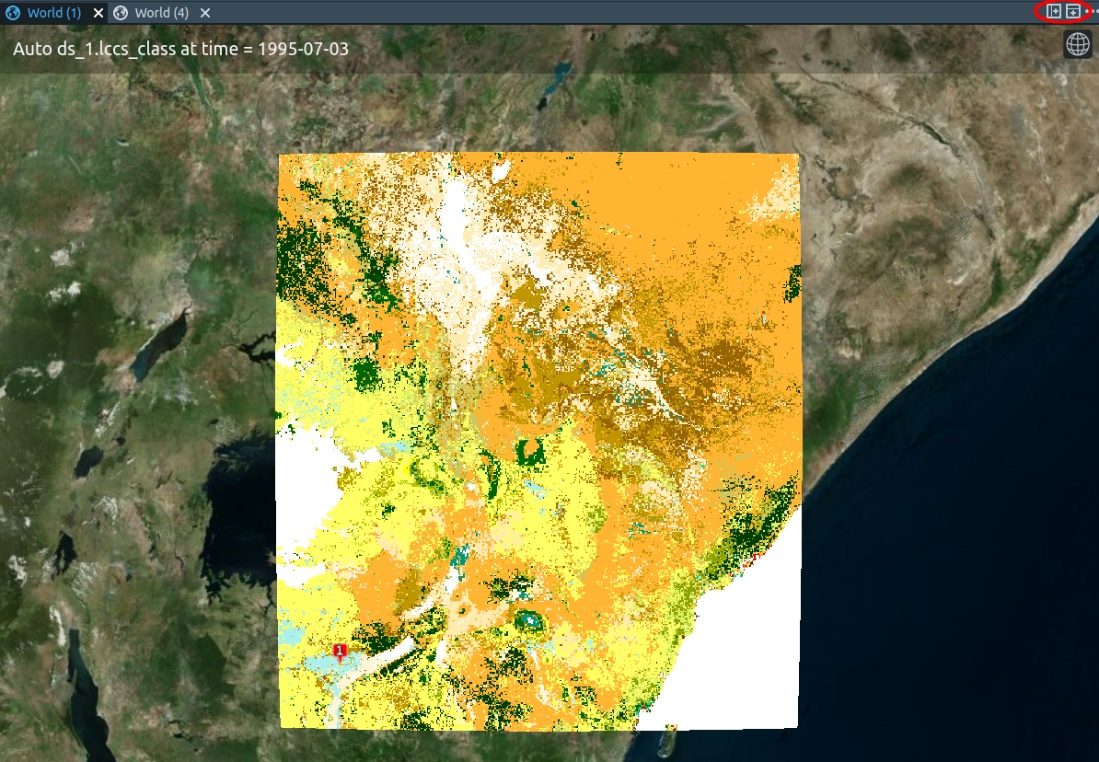 World (1)
World (4)
Auto ds_1.lccs_class at time = 1995-07-03
1